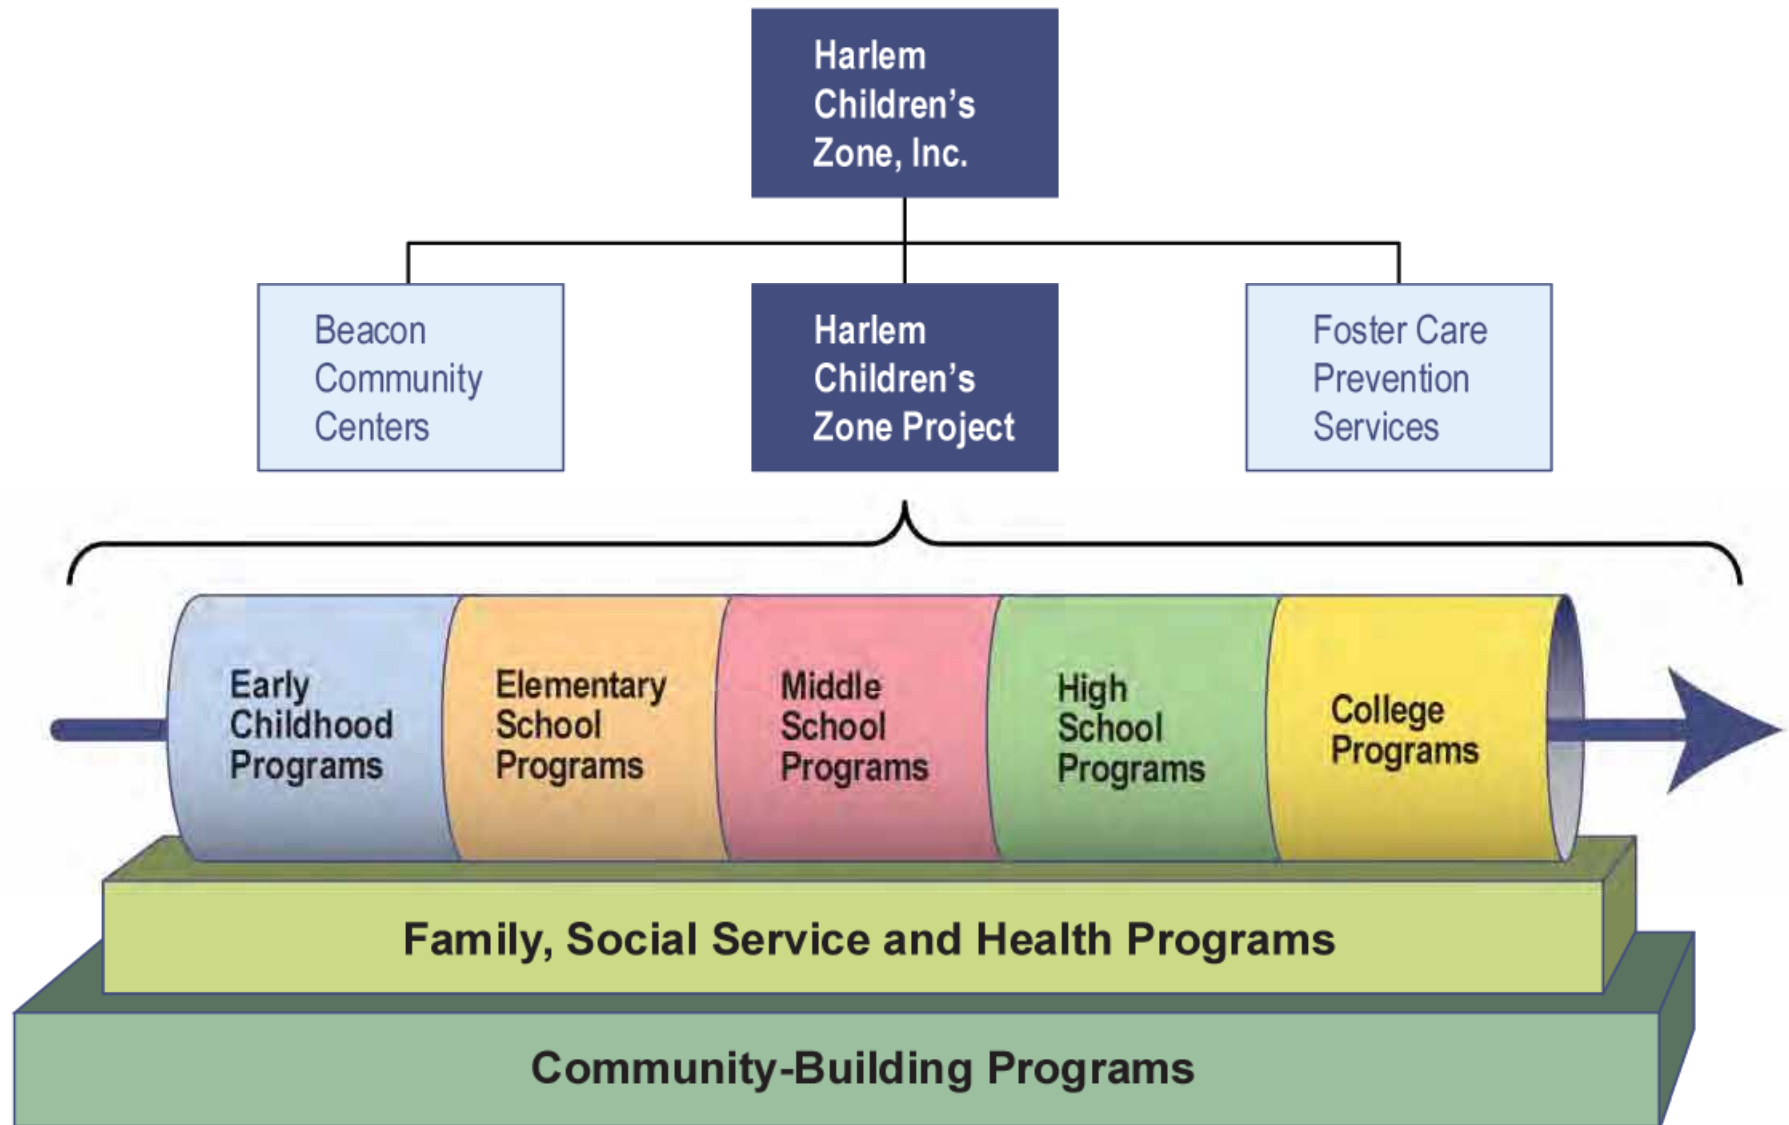 Harlem
Children’s
Zone, Inc.
Beacon
Community
Centers
Harlem
Children’s
Zone Project
Foster Care
Prevention
Services
Early
Childhood
Programs
Elementary
School
Programs
Middle
School
Programs
High
School
Programs
College
Programs
Family, Social Service and Health Programs
Community-Building Programs